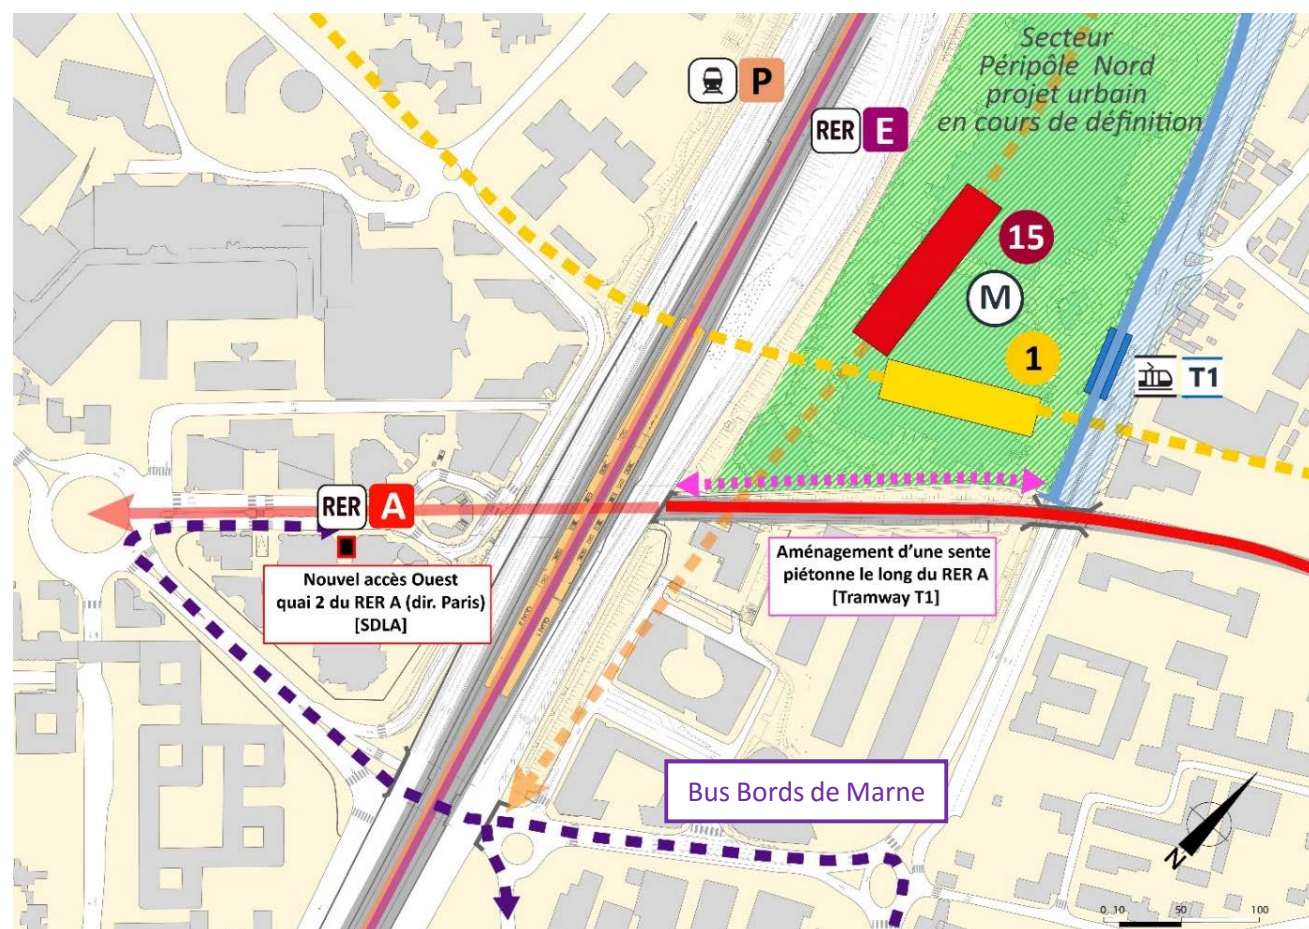 Secteur
Péripôle Nord
projet urbain
en cours de définition
P
RER E
15
M
1
T1
RER A
Nouvel accès Ouest
quai 2 du RER A (dir. Paris)
[SDLA]
Aménagement d'une sente
piétonne le long du RER A
[Tramway T1]
Bus Bords de Marne
N
0 10 50 100